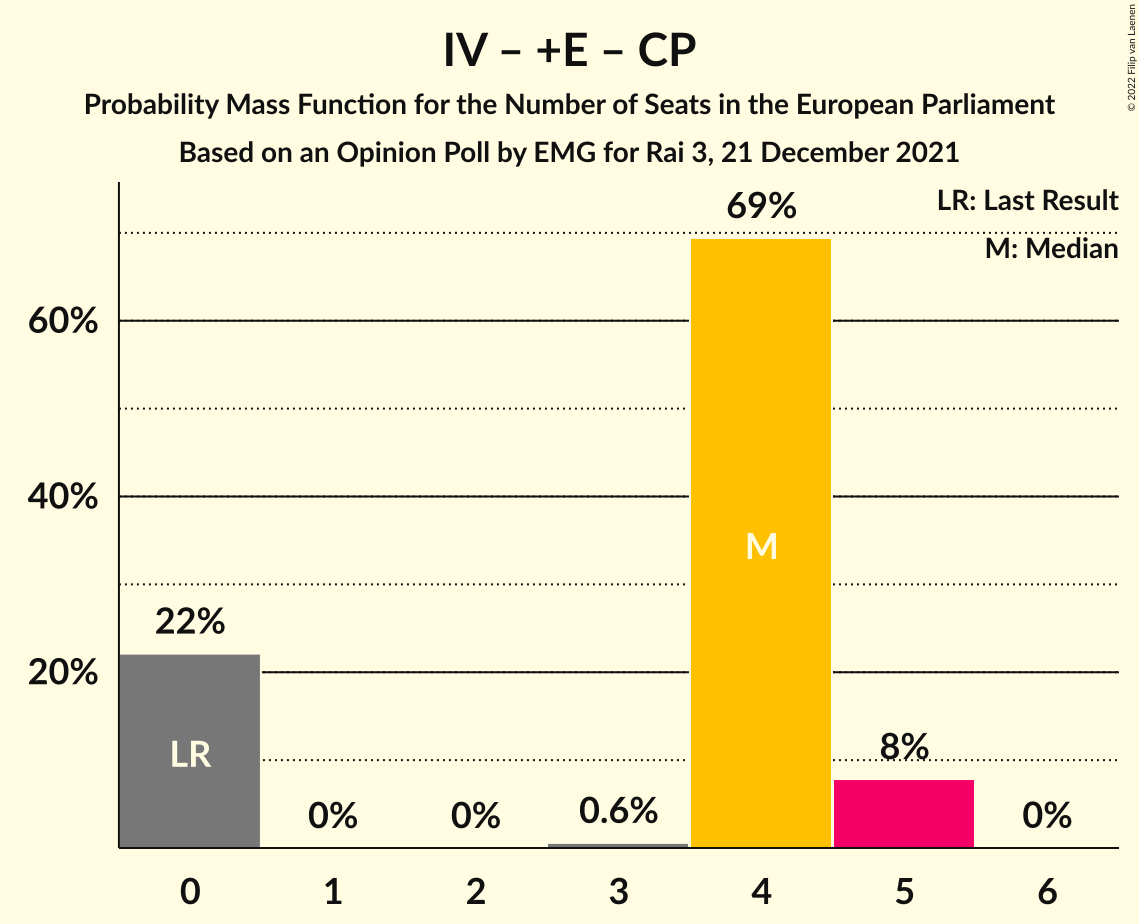 IV – +E – CP
Probability Mass Function for the Number of Seats in the European Parliament
Based on an Opinion Poll by EMG for Rai 3, 21 December 2021
© 2022 Filip van Laenen
LR: Last Result
M: Median
69%
60%
40%
20%
22%
0%
0%
0.6%
8%
0%
M
LR
0 1 2 3 4 5 6